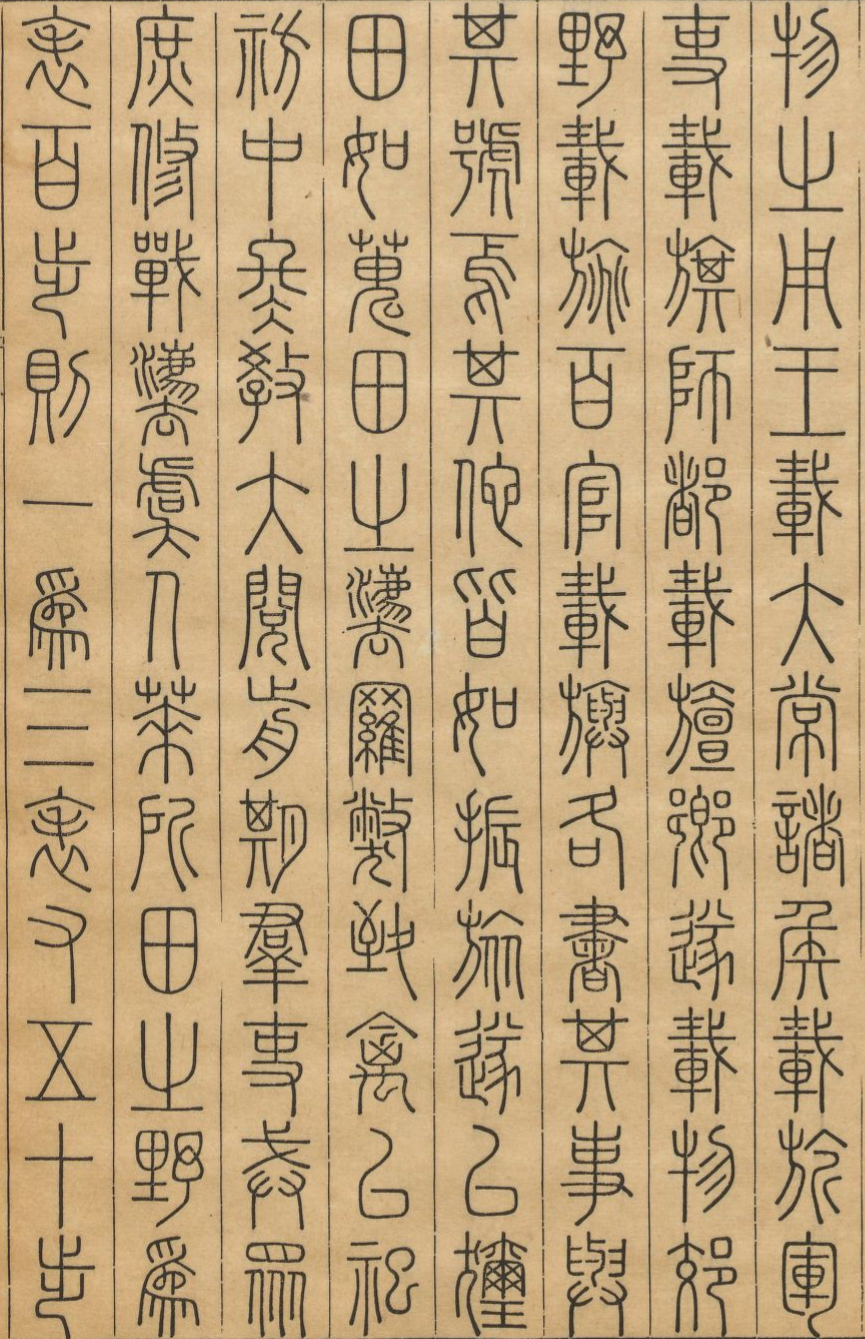 物之用王載大常諸侯載旂軍
吏載旗師都載旜鄉遂載物郊
野載旐百官載旟各書其事與
其號焉其佗皆如振旅遂以獮
田如蒐田之灋羅弊致禽以祀
祊中冬教大閱前期羣吏戒眾
庶修戰灋虞人萊所田之野為
表百步則一為三表又五十步